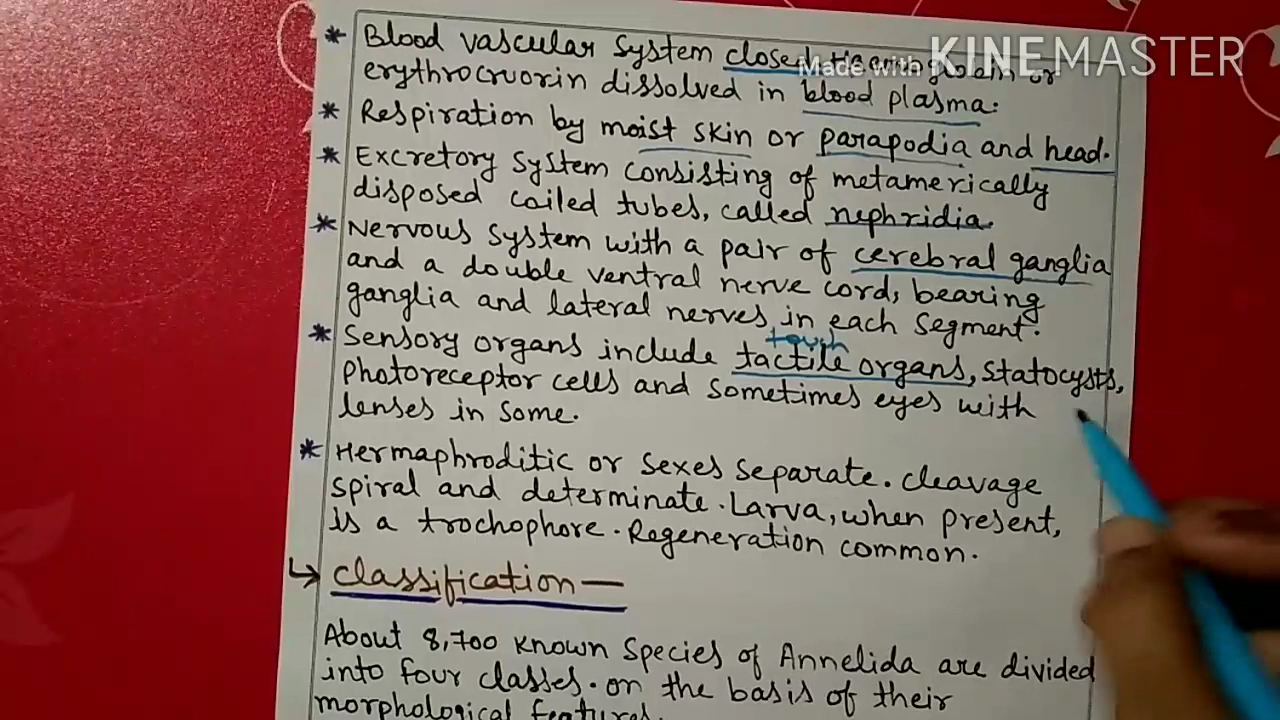 * Blood vascular system closed. Haemoglobin or
Made with KINEMASTER
erythrocruorin dissolved in blood plasma.
* Respiration by moist skin or parapodia and head.
* Excretory system consisting of metamerically
disposed coiled tubes, called nephridia.
* Nervous system with a pair of cerebral ganglia
and a double ventral nerve cord, bearing
ganglia and lateral nerves in each segment.
touch
* Sensory organs include tactile organs, statocysts,
photoreceptor cells and sometimes eyes with
lenses in some.
* Hermaphroditic or sexes separate. cleavage
spiral and determinate. Larva, when present,
is a trochophore. Regeneration common.
↳ classification —
About 8,700 known species of Annelida are divided
into four classes. on the basis of their
morphological features.